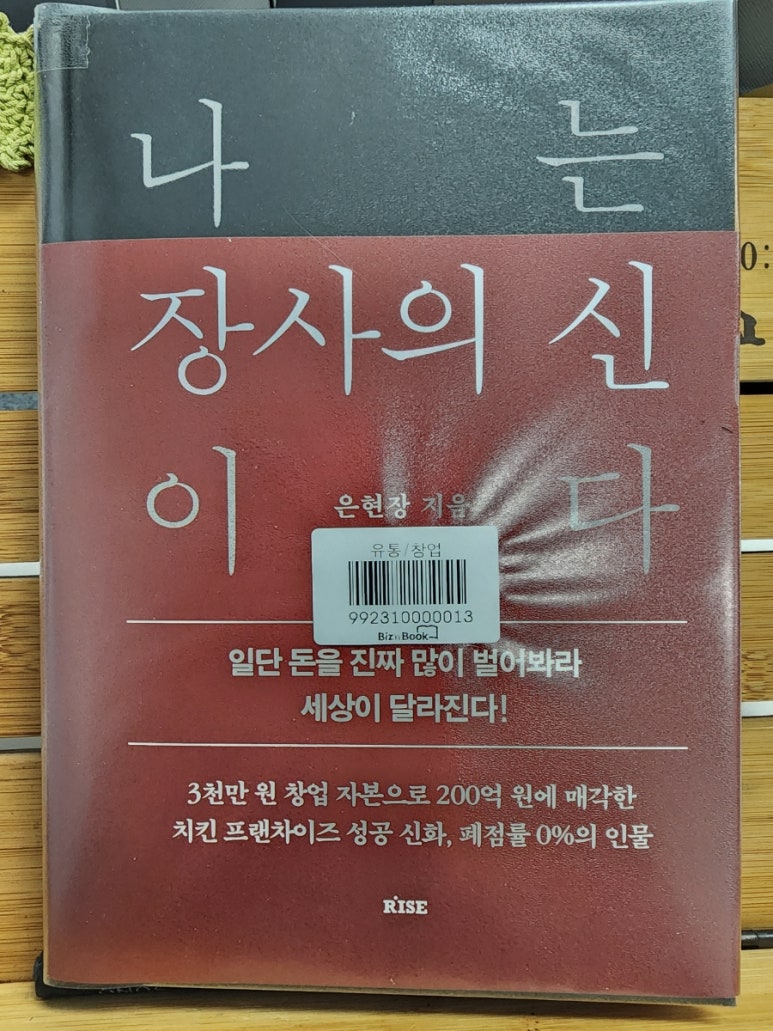 나는
장사의 신
이다
은현장 지음
유통/창업
992310000013
Biz n Book
일단 돈을 진짜 많이 벌어봐라
세상이 달라진다!
3천만 원 창업 자본으로 200억 원에 매각한
치킨 프랜차이즈 성공 신화, 폐점률 0%의 인물
RISE